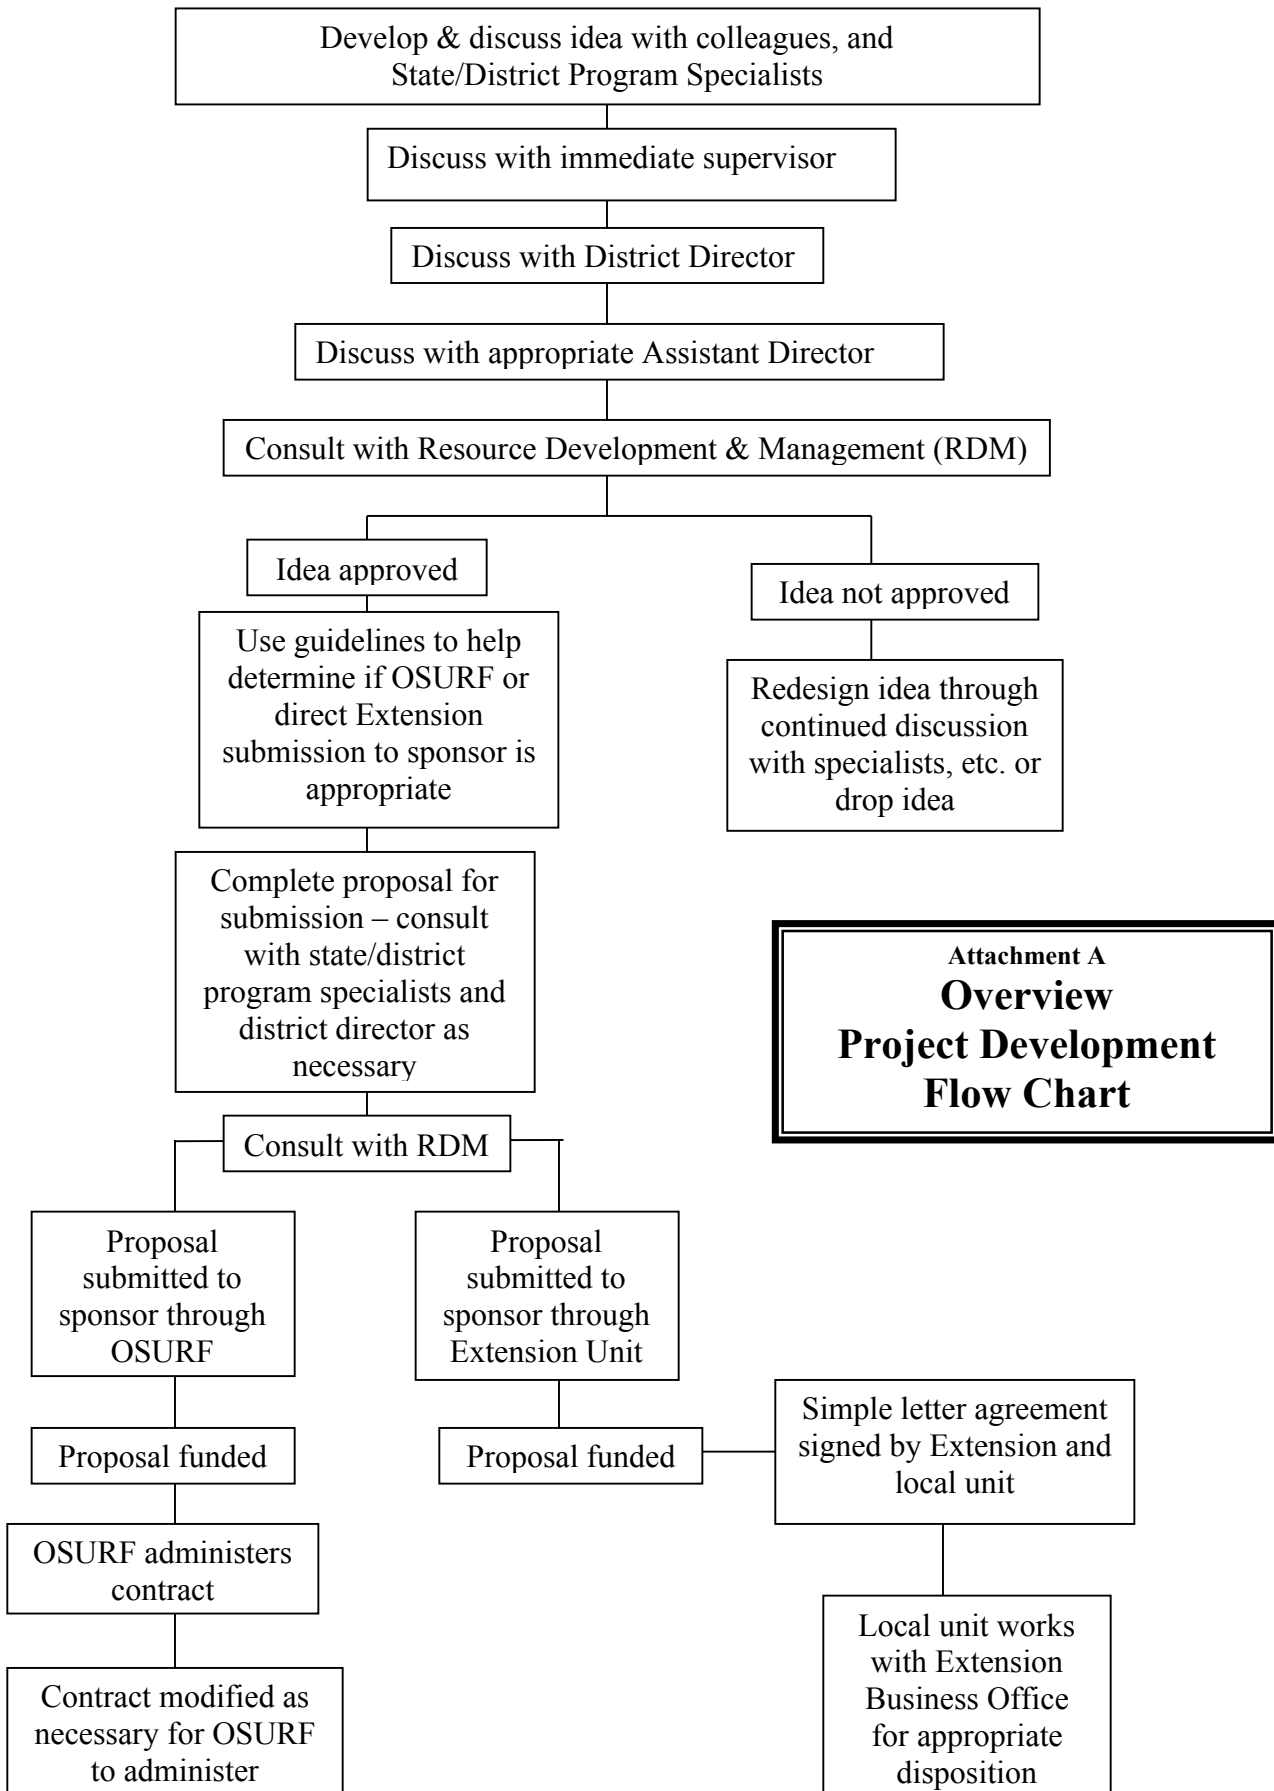 Develop & discuss idea with colleagues, and
State/District Program Specialists
Discuss with immediate supervisor
Discuss with District Director
Discuss with appropriate Assistant Director
Consult with Resource Development & Management (RDM)
Idea approved
Idea not approved
Use guidelines to help
determine if OSURF or
direct Extension
submission to sponsor is
appropriate
Redesign idea through
continued discussion
with specialists, etc. or
drop idea
Complete proposal for
submission – consult
with state/district
program specialists and
district director as
necessary
Attachment A
Overview
Project Development
Flow Chart
Consult with RDM
Proposal
submitted to
sponsor through
OSURF
Proposal
submitted to
sponsor through
Extension Unit
Proposal funded
Proposal funded
Simple letter agreement
signed by Extension and
local unit
OSURF administers
contract
Contract modified as
necessary for OSURF
to administer
Local unit works
with Extension
Business Office
for appropriate
disposition